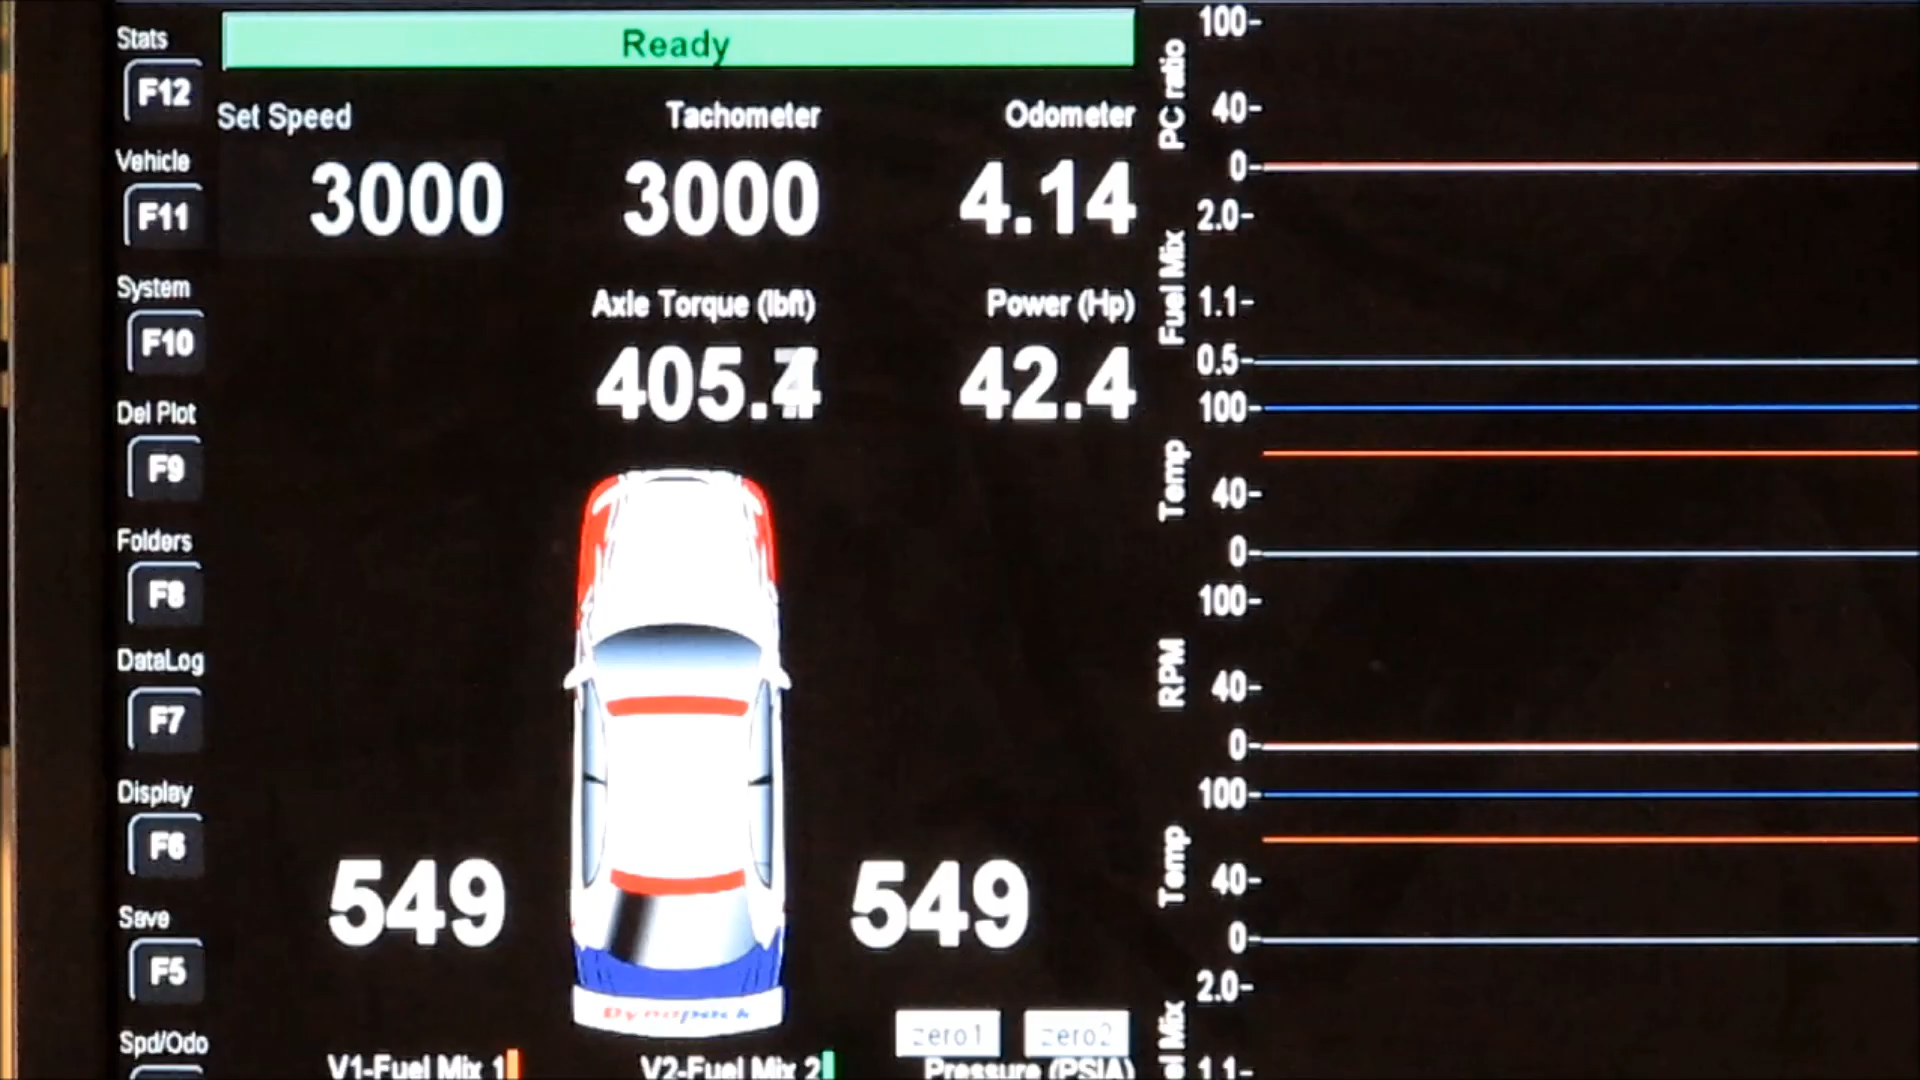 Stats
F12
Vehicle
F11
System
F10
Del Plot
F9
Folders
F8
DataLog
F7
Display
F6
Save
F5
Spd/Odo
Ready
Set Speed Tachometer Odometer
3000 3000 4.14
Axle Torque (lbft) Power (Hp)
42.4
549 549
Dynapack
zero1 zero2
V1-Fuel Mix 1 V2-Fuel Mix 2 Pressure (PSIA)
PC ratio
100
40
0
Fuel Mix
2.0
1.1
0.5
Temp
100
40
0
RPM
100
40
0
Temp
100
40
0
2.0
1.1